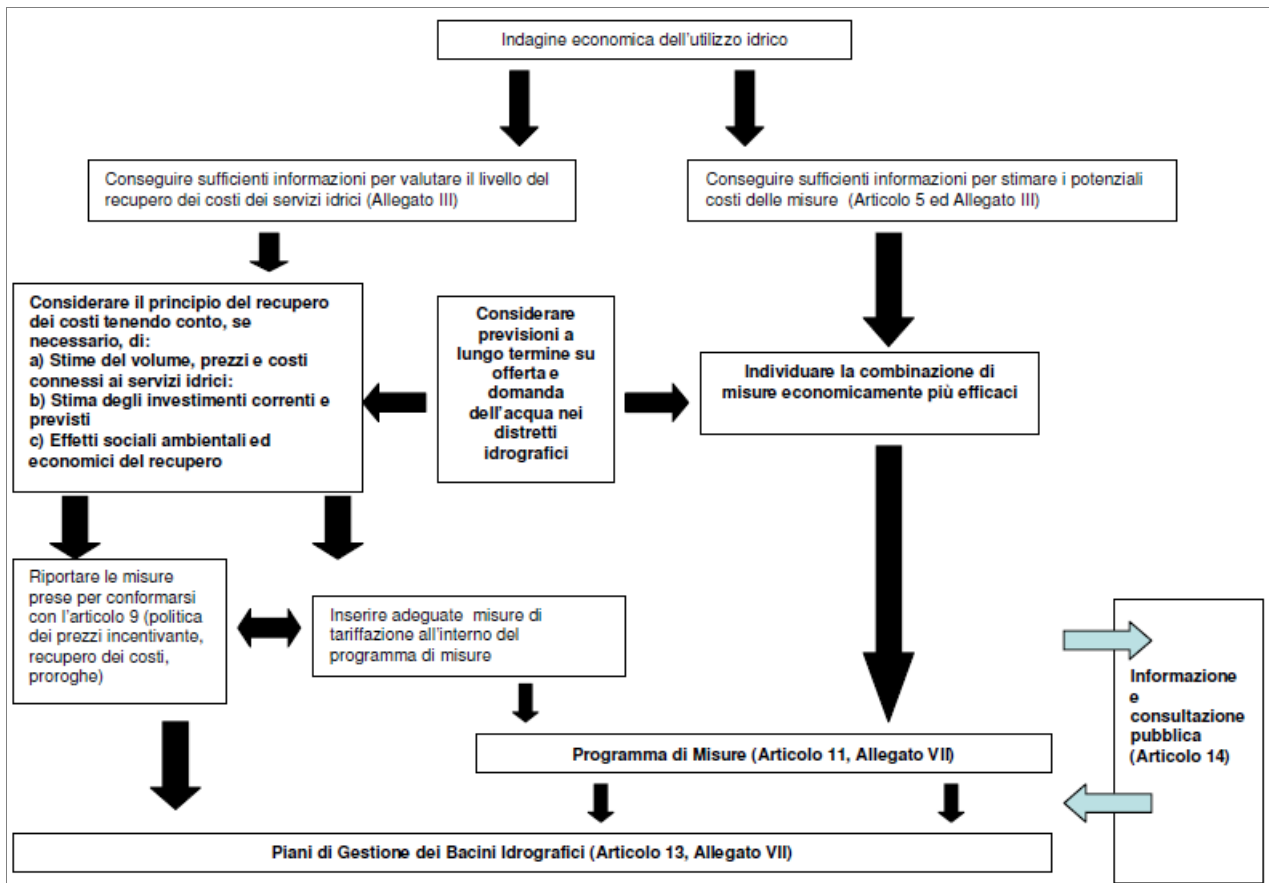 Indagine economica dell'utilizzo idrico
Conseguire sufficienti informazioni per valutare il livello del
recupero dei costi dei servizi idrici (Allegato III)
Conseguire sufficienti informazioni per stimare i potenziali
costi delle misure (Articolo 5 ed Allegato III)
Considerare il principio del recupero
dei costi tenendo conto, se
necessario, di:
a) Stime del volume, prezzi e costi
connessi ai servizi idrici:
b) Stima degli investimenti correnti e
previsti
c) Effetti sociali ambientali ed
economici del recupero
Considerare
previsioni a
lungo termine su
offerta e
domanda
dell'acqua nei
distretti
idrografici
Individuare la combinazione di
misure economicamente più efficaci
Riportare le misure
prese per conformarsi
con l'articolo 9 (politica
dei prezzi incentivante,
recupero dei costi,
proroghe)
Inserire adeguate misure di
tariffazione all'interno del
programma di misure
Informazione
e
consultazione
pubblica
(Articolo 14)
Programma di Misure (Articolo 11, Allegato VII)
Piani di Gestione dei Bacini Idrografici (Articolo 13, Allegato VII)